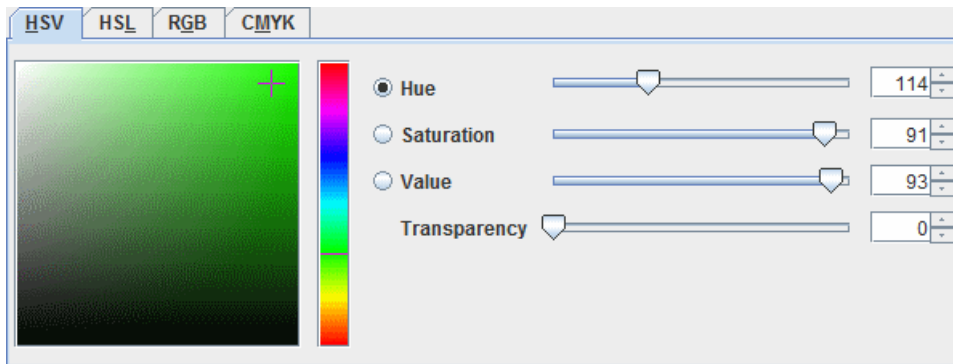 HSV HSL RGB CMYK
Hue 114
Saturation 91
Value 93
Transparency 0